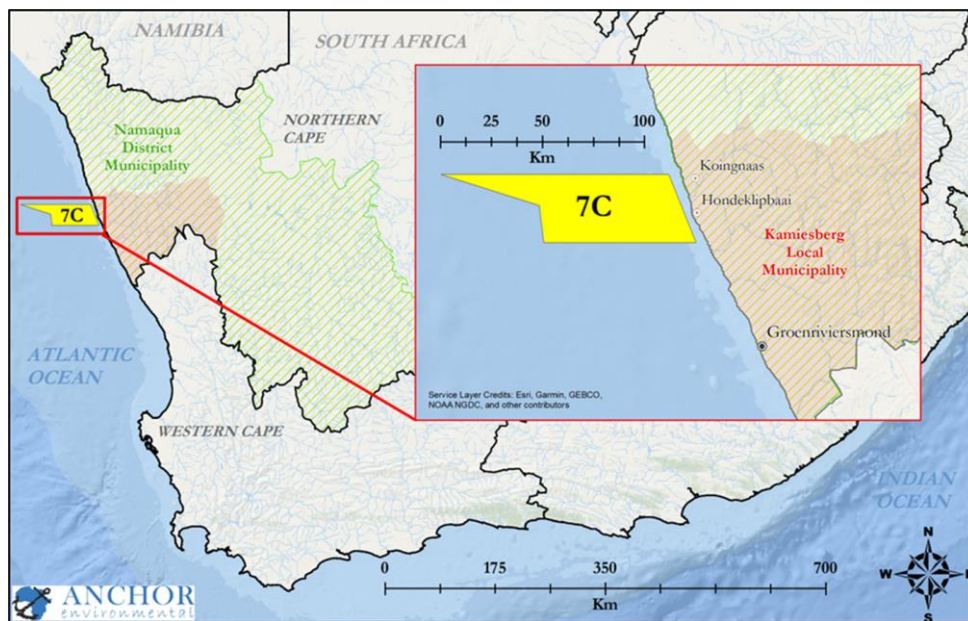 NAMIBIA
SOUTH AFRICA
NORTHERN
CAPE
Namaqua
District
Municipality
7C
ATLANTIC
OCEAN
WESTERN CAPE
0 25 50 100
Km
Koingnaas
Hondeklipbaai
7C
Kamiesberg
Local
Municipality
Groenriviersmond
Service Layer Credits: Esri, Garmin, GEBCO,
NOAA NGDC, and other contributors
INDIAN
OCEAN
0 175 350 700
Km
N
W
E
S
ANCHOR
environmental